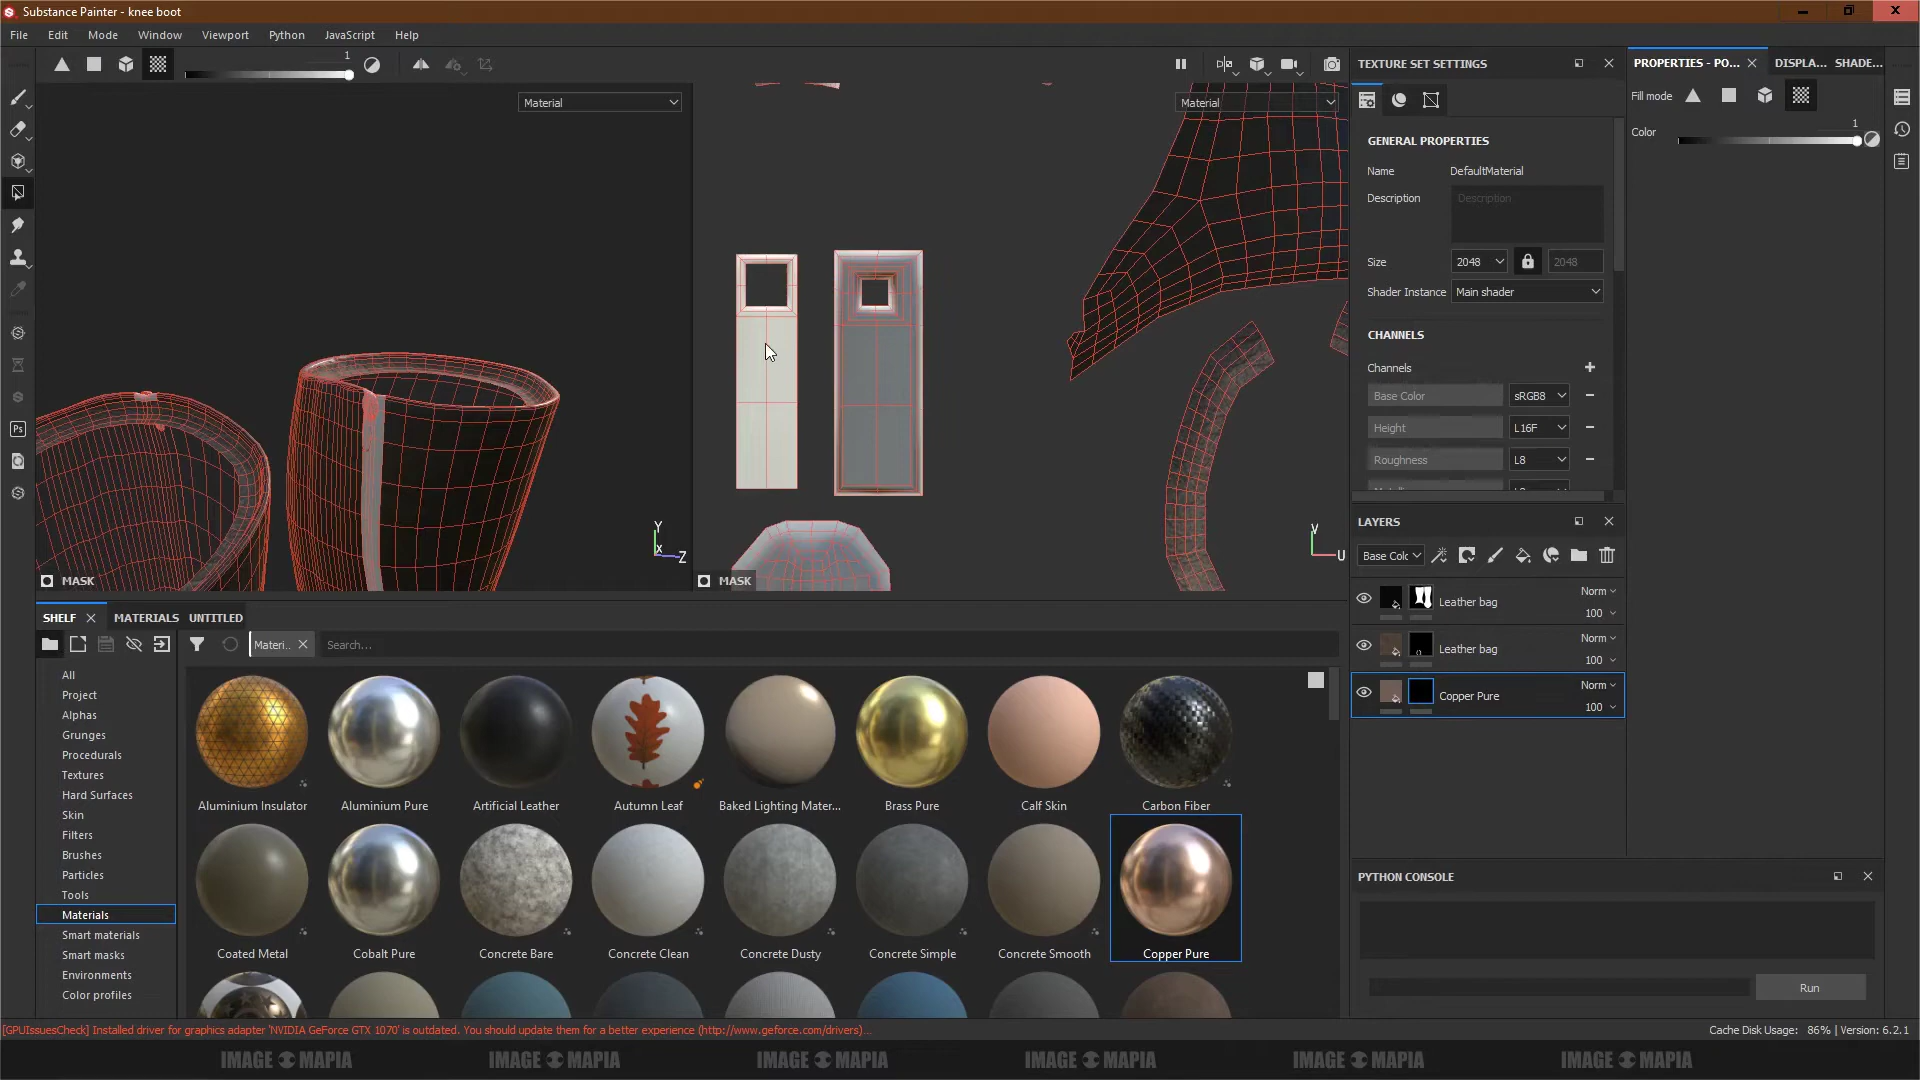 Substance Painter - knee boot
File Edit Mode Window Viewport Python JavaScript Help
1
Material
Material
TEXTURE SET SETTINGS
GENERAL PROPERTIES
Name DefaultMaterial
Description Description
Size 2048 2048
Shader Instance Main shader
CHANNELS
Channels
Base Color sRGB8
Height L16F
Roughness L8
PROPERTIES - PO... DISPLA... SHADE...
Fill mode
Color 1
Y
X
Z
V
U
MASK
MASK
LAYERS
Base Colc
Leather bag Norm 100
Leather bag Norm 100
Copper Pure Norm 100
SHELF MATERIALS UNTITLED
Materi... Search...
All
Project
Alphas
Grunges
Procedurals
Textures
Hard Surfaces
Skin
Filters
Brushes
Particles
Tools
Materials
Smart materials
Smart masks
Environments
Color profiles
Aluminium Insulator Aluminium Pure Artificial Leather Autumn Leaf Baked Lighting Mater... Brass Pure Calf Skin Carbon Fiber
Coated Metal Cobalt Pure Concrete Bare Concrete Clean Concrete Dusty Concrete Simple Concrete Smooth Copper Pure
Ps
PYTHON CONSOLE
Run
[GPUIssuesCheck] Installed driver for graphics adapter 'NVIDIA GeForce GTX 1070' is outdated. You should update them for a better experience (http://www.geforce.com/drivers)...
Cache Disk Usage: 86% | Version: 6.2.1
IMAGE MAPIA IMAGE MAPIA IMAGE MAPIA IMAGE MAPIA IMAGE MAPIA IMAGE MAPIA